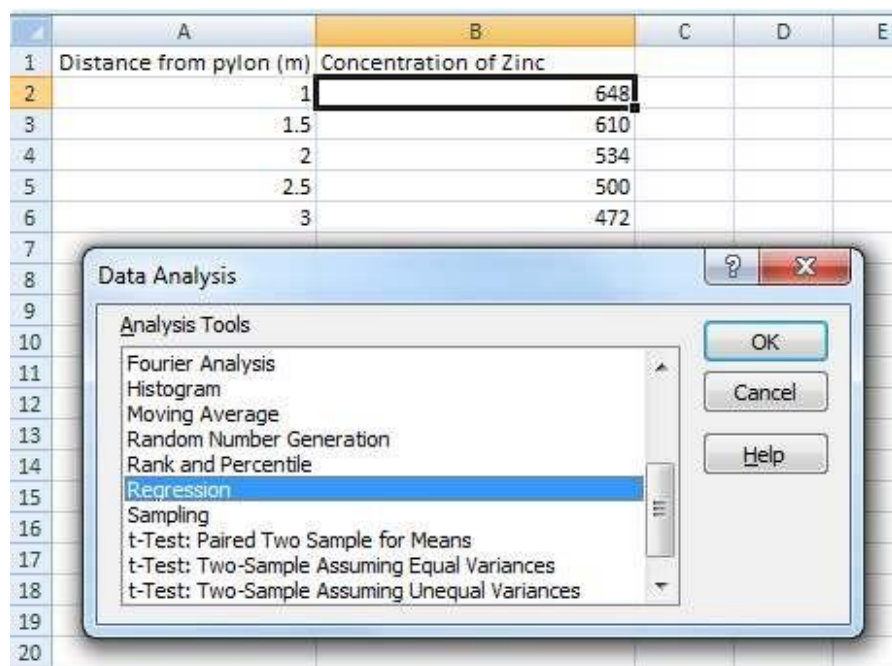 A B C D E
1 Distance from pylon (m) Concentration of Zinc
2 1 648
3 1.5 610
4 2 534
5 2.5 500
6 3 472
7
8 Data Analysis
9
Analysis Tools
10 Fourier Analysis OK
11 Histogram
12 Moving Average Cancel
13 Random Number Generation
14 Rank and Percentile Help
15 Regression
16 Sampling
t-Test: Paired Two Sample for Means
17 t-Test: Two-Sample Assuming Equal Variances
18 t-Test: Two-Sample Assuming Unequal Variances
19
20